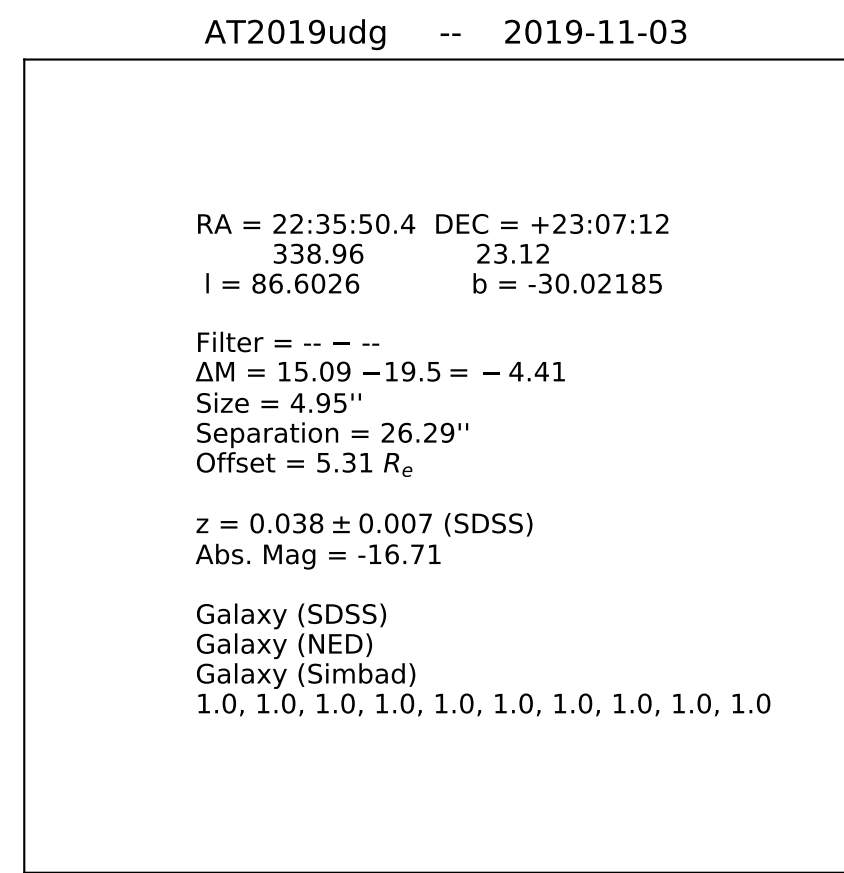 AT2019udg -- 2019-11-03
RA = 22:35:50.4 DEC = +23:07:12
338.96 23.12
l = 86.6026 b = -30.02185
Filter = -- − --
ΔM = 15.09 −19.5 = − 4.41
Size = 4.95''
Separation = 26.29''
Offset = 5.31 Rₑ
z = 0.038 ± 0.007 (SDSS)
Abs. Mag = -16.71
Galaxy (SDSS)
Galaxy (NED)
Galaxy (Simbad)
1.0, 1.0, 1.0, 1.0, 1.0, 1.0, 1.0, 1.0, 1.0, 1.0